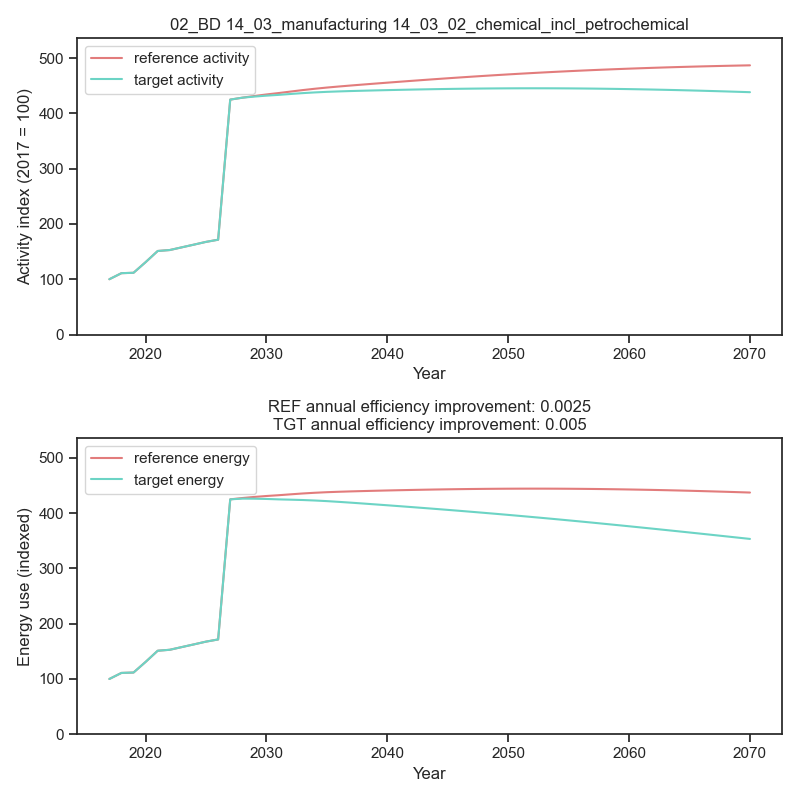 02_BD 14_03_manufacturing 14_03_02_chemical_incl_petrochemical
reference activity
target activity
Activity index (2017 = 100)
500
400
300
200
100
0
2020 2030 2040 2050 2060 2070
Year
REF annual efficiency improvement: 0.0025
TGT annual efficiency improvement: 0.005
reference energy
target energy
Energy use (indexed)
500
400
300
200
100
0
2020 2030 2040 2050 2060 2070
Year